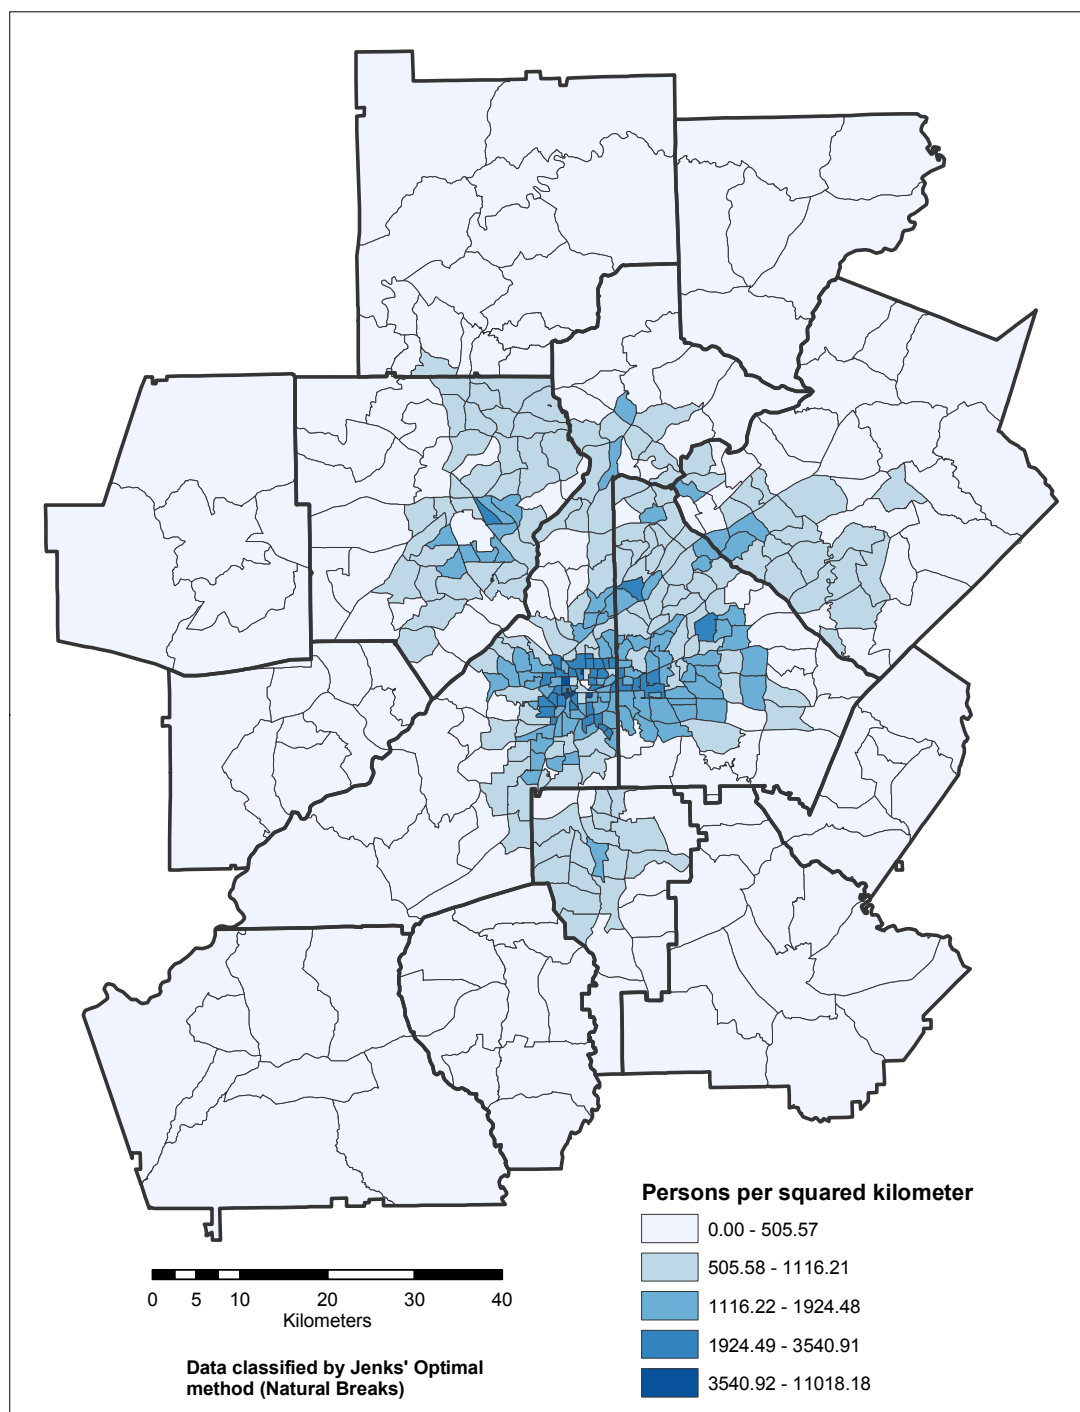 Persons per squared kilometer
0.00 - 505.57
505.58 - 1116.21
1116.22 - 1924.48
1924.49 - 3540.91
3540.92 - 11018.18
0 5 10 20 30 40
Kilometers
Data classified by Jenks' Optimal
method (Natural Breaks)